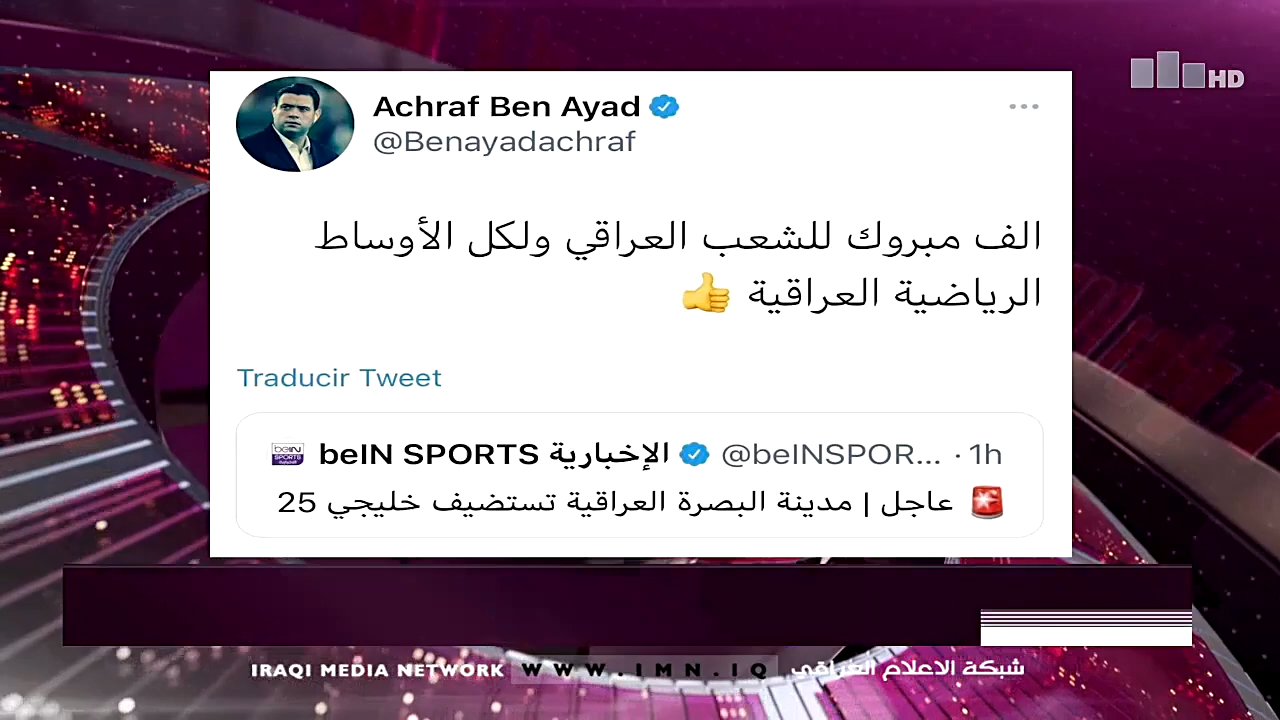 HD
Achraf Ben Ayad
@Benayadachraf
الف مبروك للشعب العراقي ولكل الأوساط
الرياضية العراقية 👍
Traducir Tweet
beIN SPORTS الإخبارية @beINSPOR... · 1h
🚨 عاجل | مدينة البصرة العراقية تستضيف خليجي 25
IRAQI MEDIA NETWORK WWW.IMN.IQ شبكة الاعلام العراقي